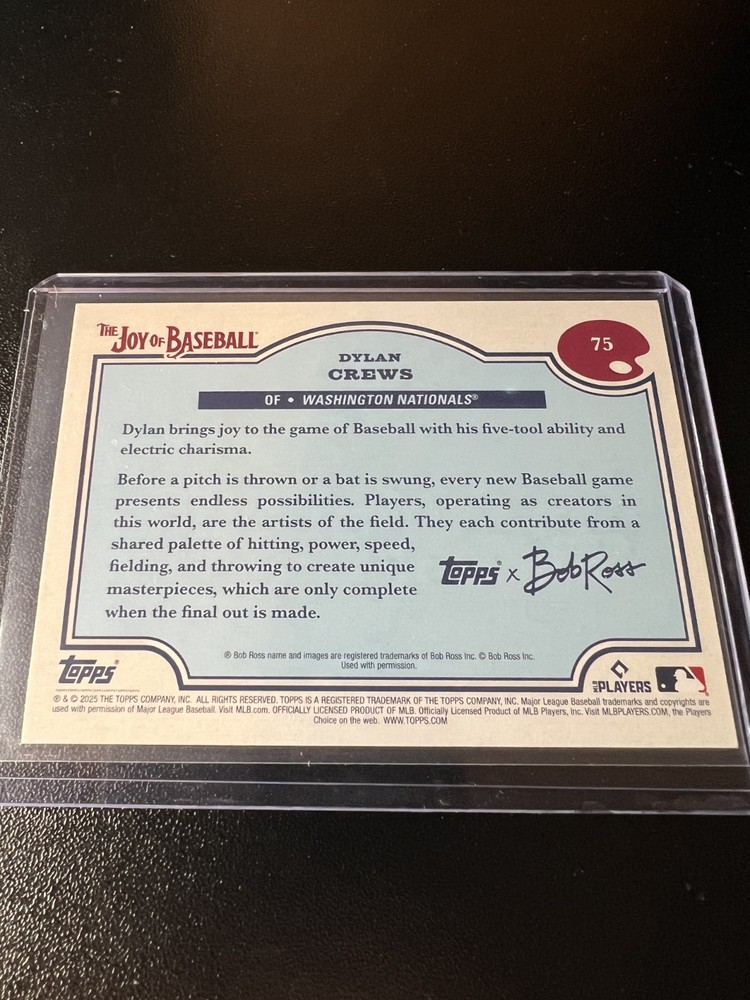 THE JOY OF BASEBALL
75
DYLAN
CREWS
OF • WASHINGTON NATIONALS®
Dylan brings joy to the game of Baseball with his five-tool ability and
electric charisma.
Before a pitch is thrown or a bat is swung, every new Baseball game
presents endless possibilities. Players, operating as creators in
this world, are the artists of the field. They each contribute from a
shared palette of hitting, power, speed,
fielding, and throwing to create unique
masterpieces, which are only complete
when the final out is made.
Topps® x Bob Ross
® Bob Ross name and images are registered trademarks of Bob Ross Inc. © Bob Ross Inc.
Used with permission.
Topps®
MLB PLAYERS
® & © 2025 THE TOPPS COMPANY, INC. ALL RIGHTS RESERVED. TOPPS IS A REGISTERED TRADEMARK OF THE TOPPS COMPANY, INC. Major League Baseball trademarks and copyrights are
used with permission of Major League Baseball. Visit MLB.com. OFFICIALLY LICENSED PRODUCT OF MLB. Officially Licensed Product of MLB Players, Inc. Visit MLBPLAYERS.COM, the Players
Choice on the web. WWW.TOPPS.COM